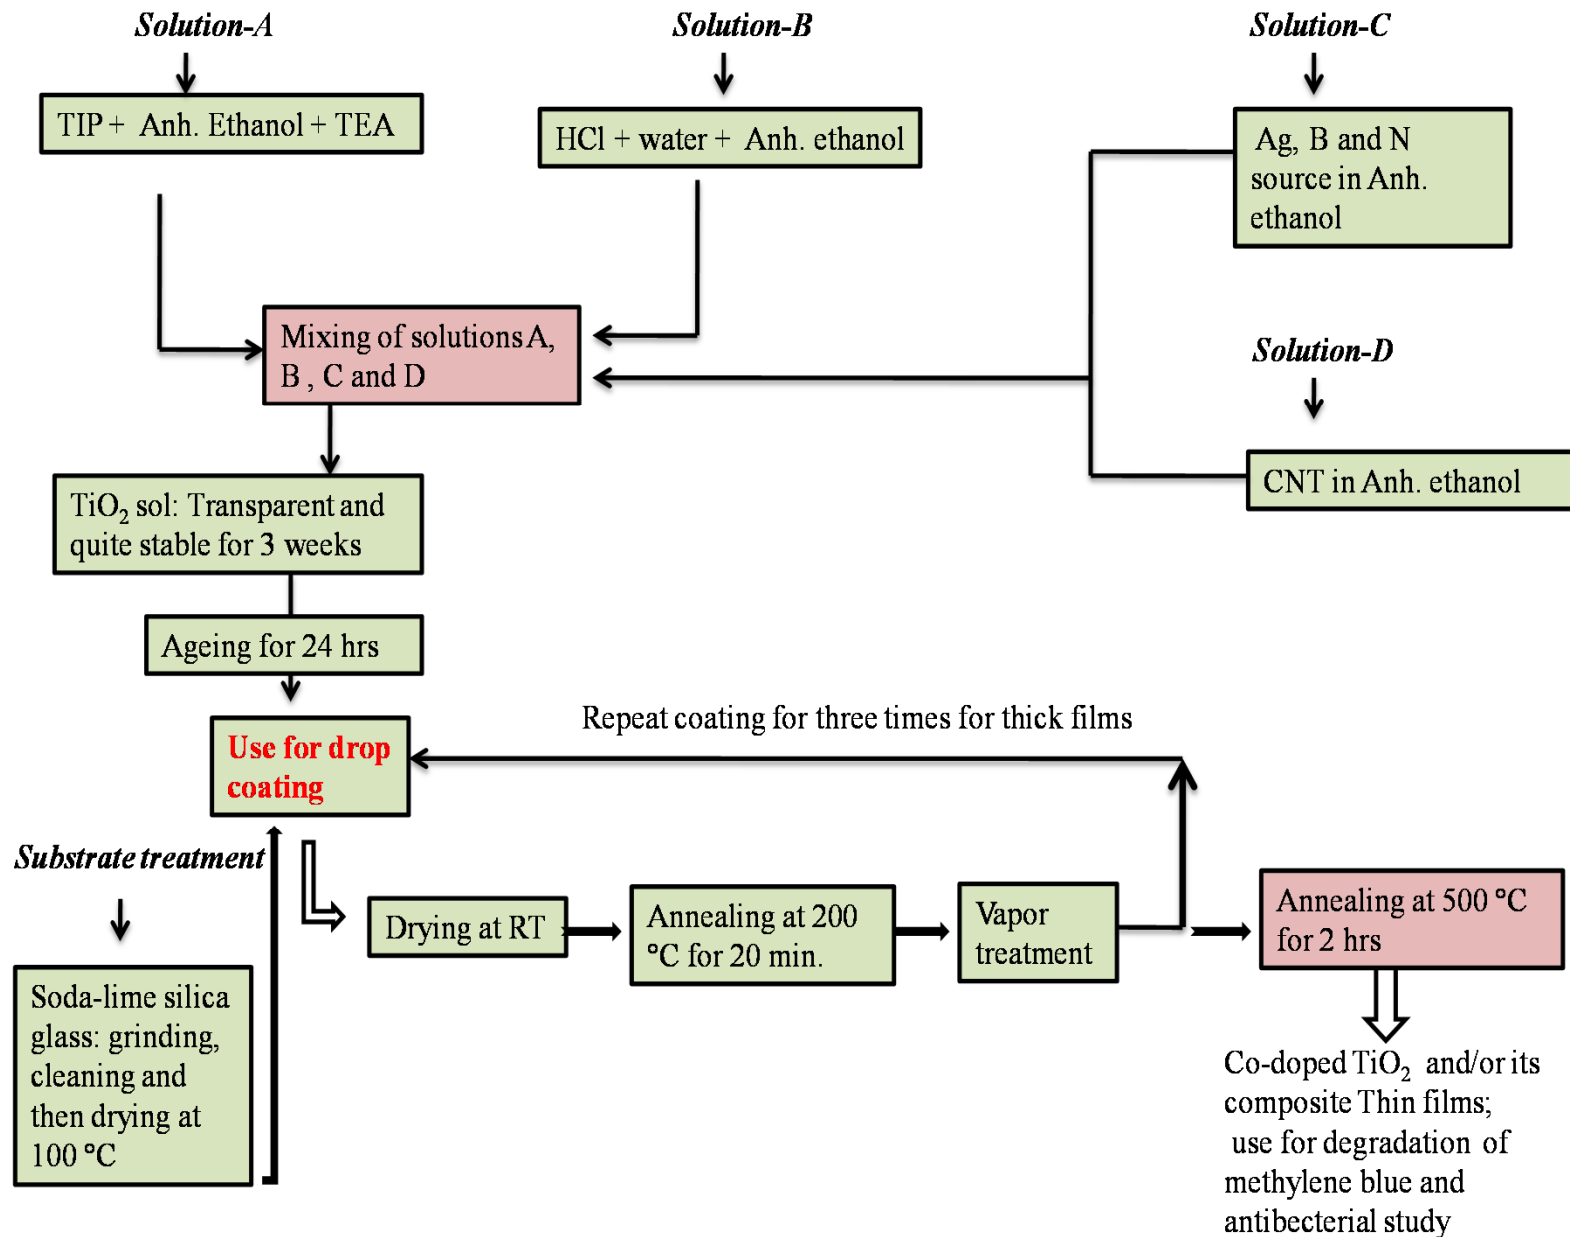 Solution-A
TIP + Anh. Ethanol + TEA
Solution-B
HCl + water + Anh. ethanol
Solution-C
Ag, B and N
source in Anh.
ethanol
Solution-D
CNT in Anh. ethanol
Mixing of solutions A,
B , C and D
TiO₂ sol: Transparent and
quite stable for 3 weeks
Ageing for 24 hrs
Use for drop
coating
Repeat coating for three times for thick films
Substrate treatment
Soda-lime silica
glass: grinding,
cleaning and
then drying at
100 °C
Drying at RT
Annealing at 200
°C for 20 min.
Vapor
treatment
Annealing at 500 °C
for 2 hrs
Co-doped TiO₂ and/or its
composite Thin films;
use for degradation of
methylene blue and
antibecterial study